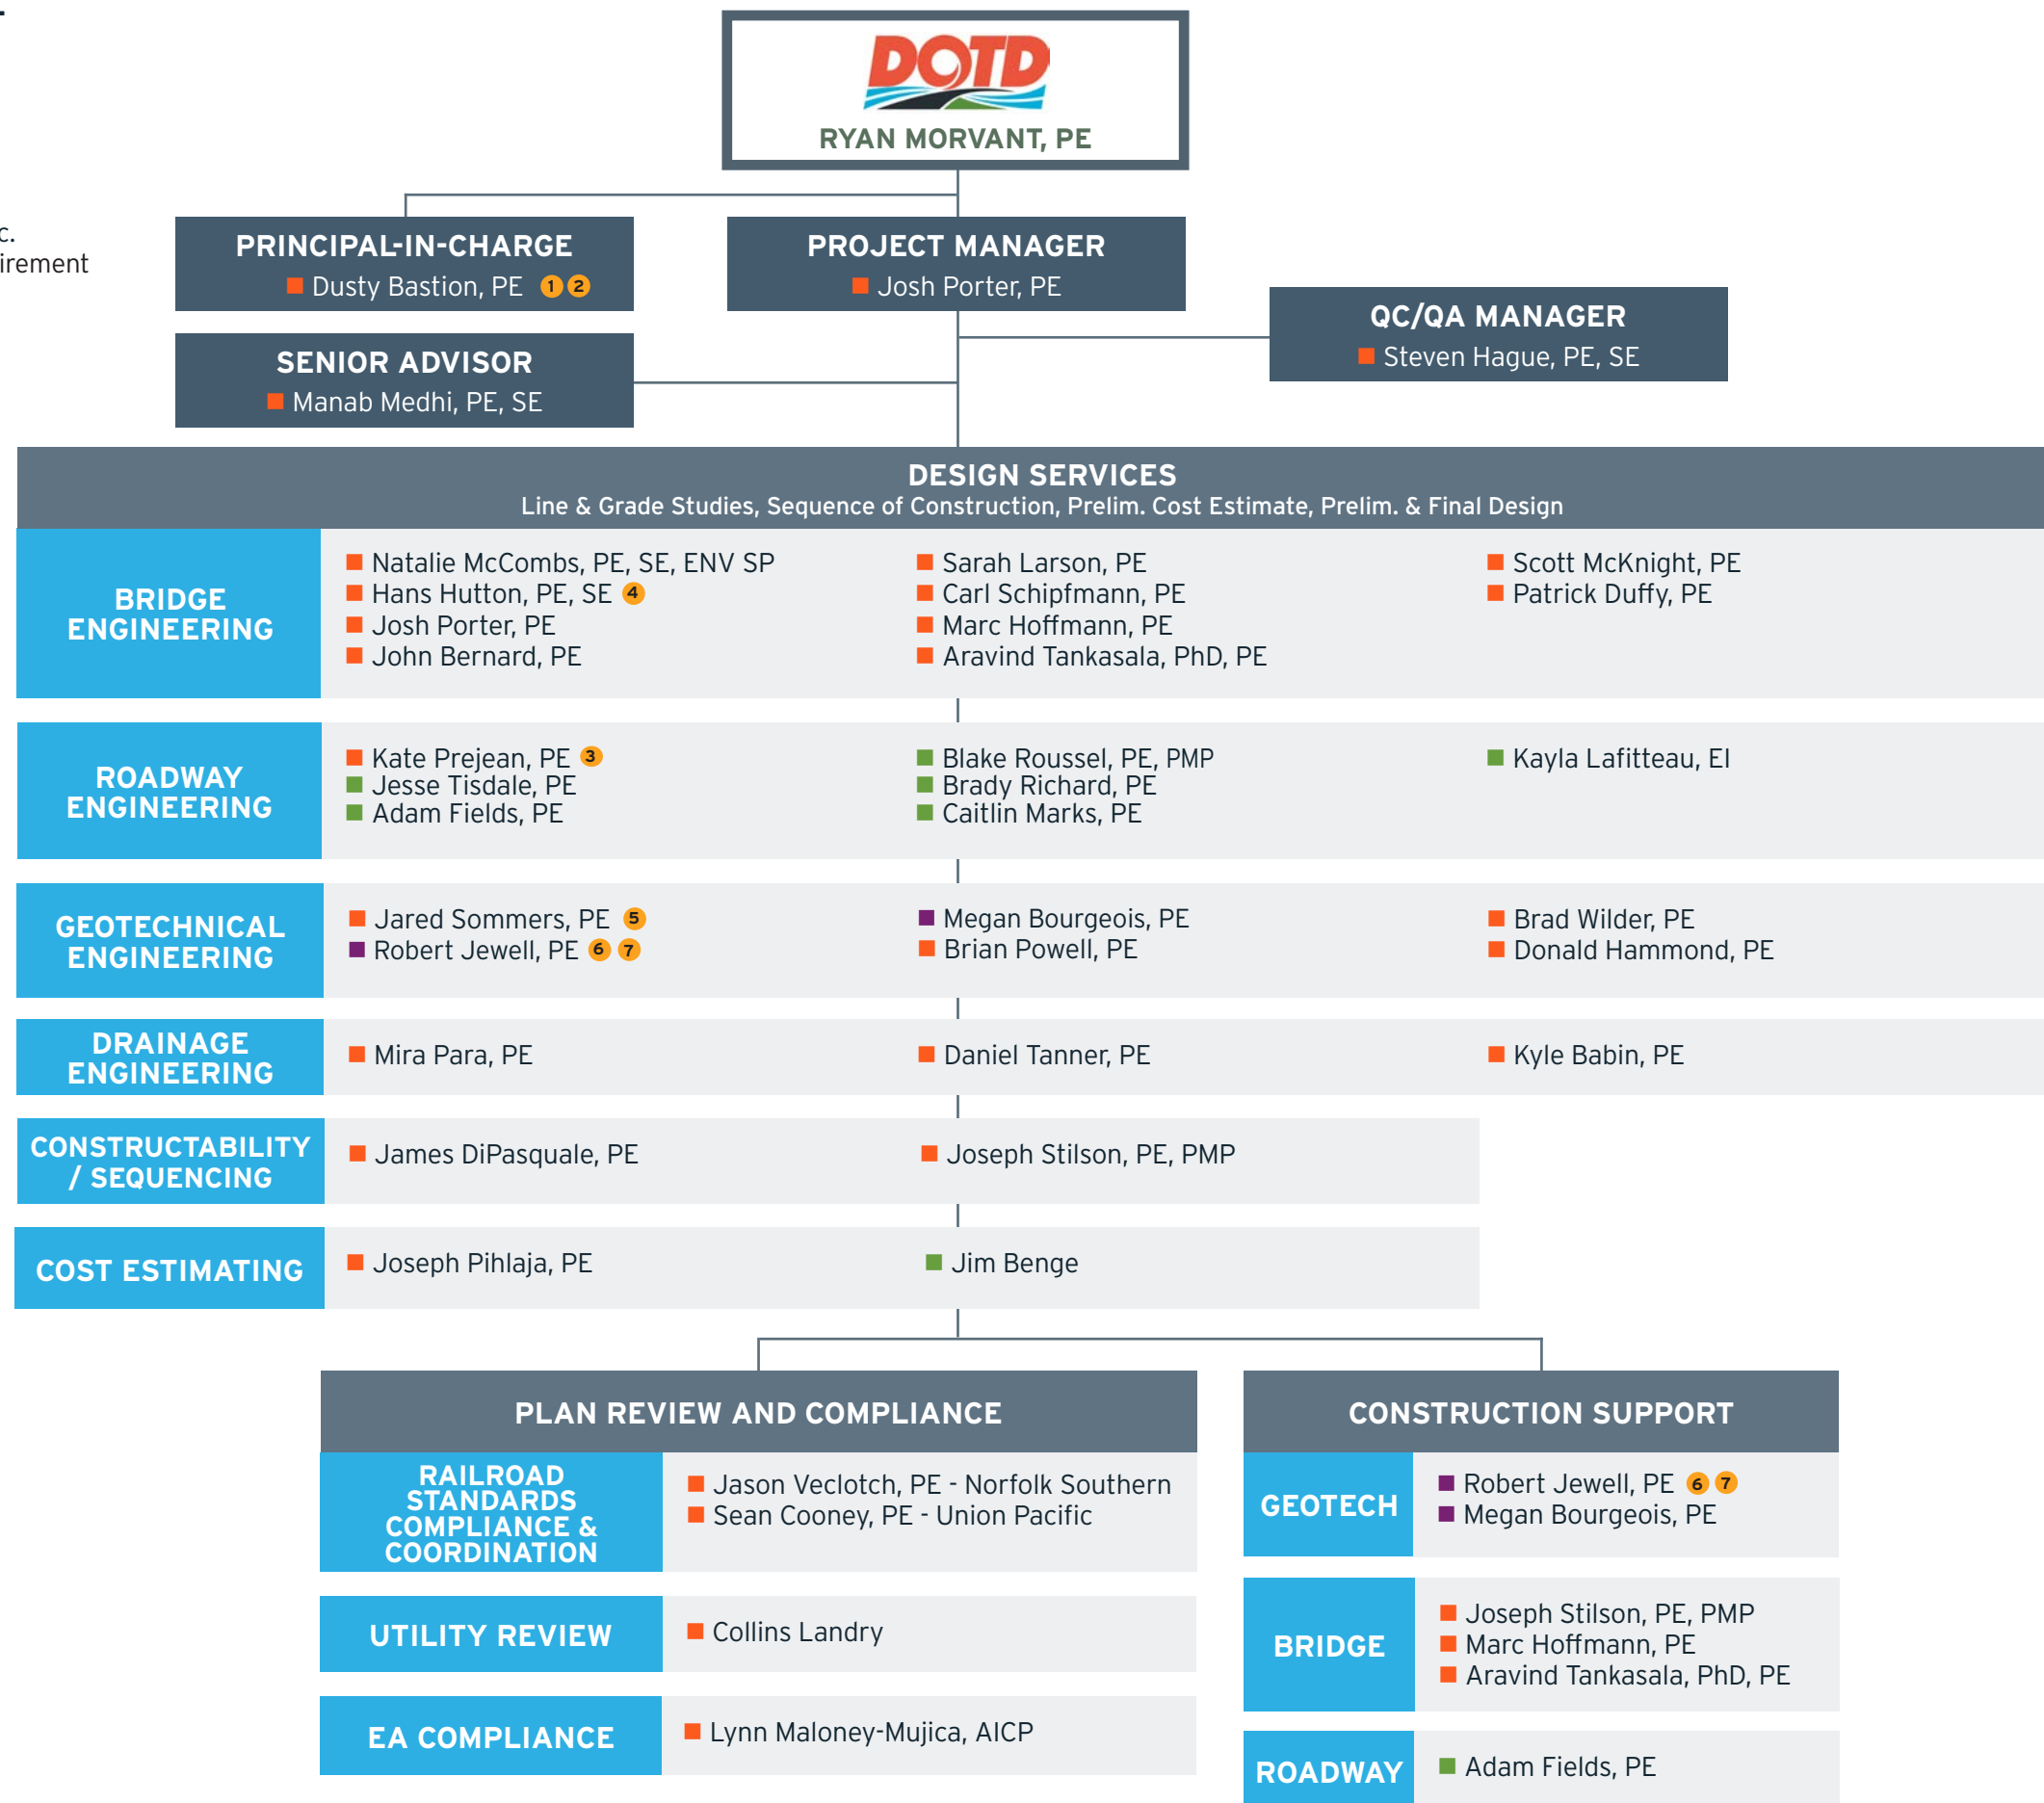 DOTD
RYAN MORVANT, PE
c.
irement
PRINCIPAL-IN-CHARGE
Dusty Bastion, PE 1 2
PROJECT MANAGER
Josh Porter, PE
QC/QA MANAGER
Steven Hague, PE, SE
SENIOR ADVISOR
Manab Medhi, PE, SE
DESIGN SERVICES
Line & Grade Studies, Sequence of Construction, Prelim. Cost Estimate, Prelim. & Final Design
BRIDGE
ENGINEERING
Natalie McCombs, PE, SE, ENV SP
Hans Hutton, PE, SE 4
Josh Porter, PE
John Bernard, PE
Sarah Larson, PE
Carl Schipfmann, PE
Marc Hoffmann, PE
Aravind Tankasala, PhD, PE
Scott McKnight, PE
Patrick Duffy, PE
ROADWAY
ENGINEERING
Kate Prejean, PE 3
Jesse Tisdale, PE
Adam Fields, PE
Blake Roussel, PE, PMP
Brady Richard, PE
Caitlin Marks, PE
Kayla Lafitteau, EI
GEOTECHNICAL
ENGINEERING
Jared Sommers, PE 5
Robert Jewell, PE 6 7
Megan Bourgeois, PE
Brian Powell, PE
Brad Wilder, PE
Donald Hammond, PE
DRAINAGE
ENGINEERING
Mira Para, PE
Daniel Tanner, PE
Kyle Babin, PE
CONSTRUCTABILITY
/ SEQUENCING
James DiPasquale, PE
Joseph Stilson, PE, PMP
COST ESTIMATING
Joseph Pihlaja, PE
Jim Benge
PLAN REVIEW AND COMPLIANCE
RAILROAD
STANDARDS
COMPLIANCE &
COORDINATION
Jason Veclotch, PE - Norfolk Southern
Sean Cooney, PE - Union Pacific
UTILITY REVIEW
Collins Landry
EA COMPLIANCE
Lynn Maloney-Mujica, AICP
CONSTRUCTION SUPPORT
GEOTECH
Robert Jewell, PE 6 7
Megan Bourgeois, PE
BRIDGE
Joseph Stilson, PE, PMP
Marc Hoffmann, PE
Aravind Tankasala, PhD, PE
ROADWAY
Adam Fields, PE